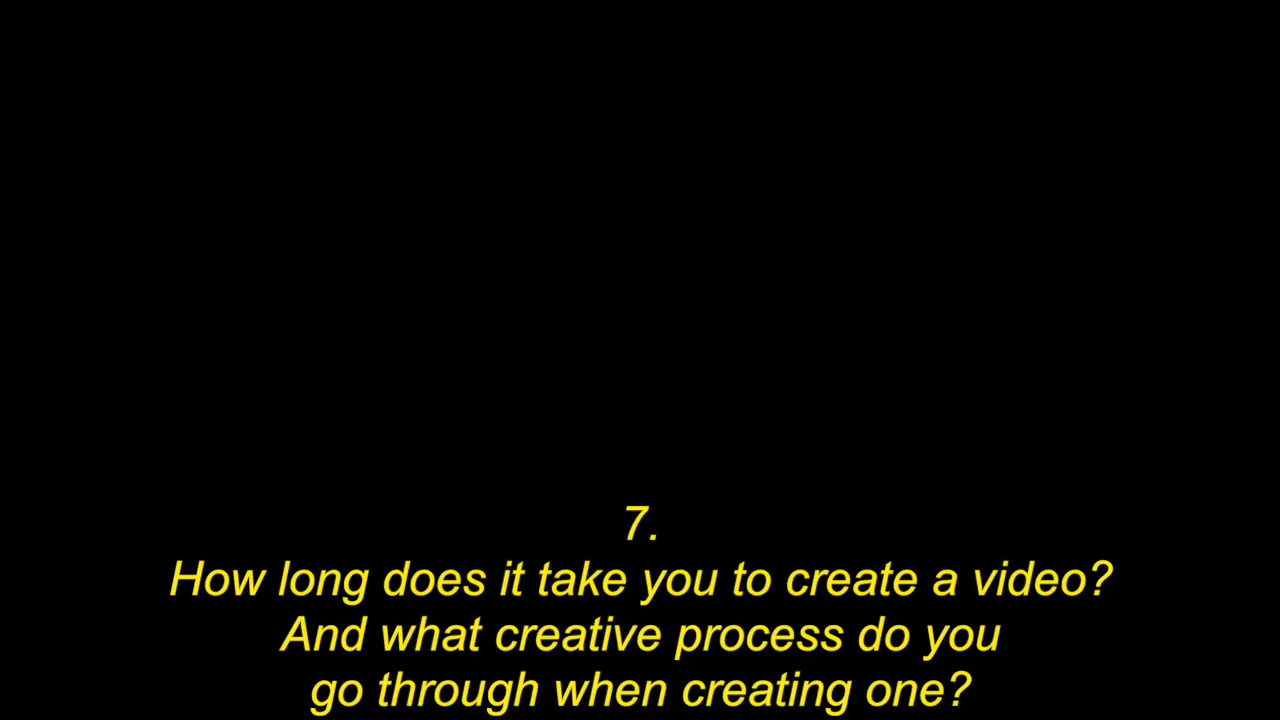 7.
How long does it take you to create a video?
And what creative process do you
go through when creating one?